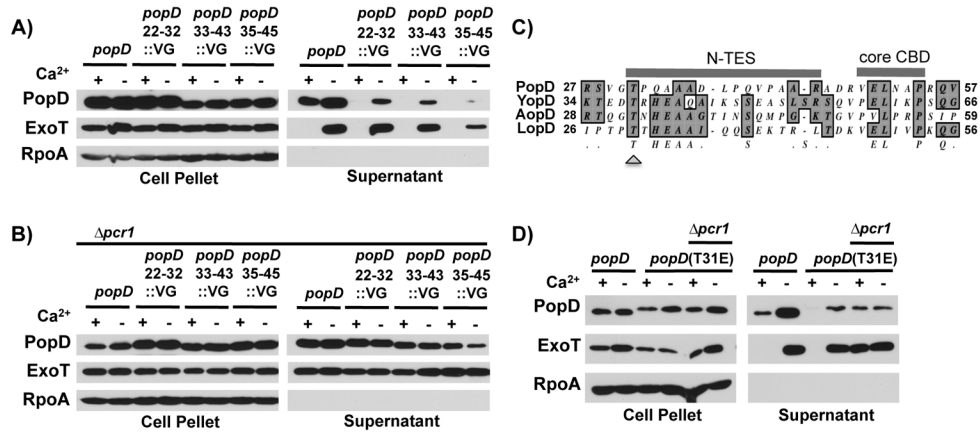 A)
popD popD popD
22-32 33-43 35-45
popD ::VG ::VG ::VG
Ca2+ + - + - + - + -
PopD
ExoT
RpoA
Cell Pellet
popD popD popD
22-32 33-43 35-45
popD ::VG ::VG ::VG
+ - + - + - + -
Supernatant
B)
Δpcr1
popD popD popD
22-32 33-43 35-45
popD ::VG ::VG ::VG
Ca2+ + - + - + - + -
PopD
ExoT
RpoA
Cell Pellet
popD popD popD
22-32 33-43 35-45
popD ::VG ::VG ::VG
+ - + - + - + -
Supernatant
C)
N-TES core CBD
PopD 27 R S V G T P Q A A A D - L P Q V P A A - R A D R V E L N A P R Q V 57
YopD 34 K T E D T R H E A Q A I K S S E A S L S R S Q V P E L I K P S Q G 66
AopD 28 R T Q G T N H E A A G T I N S Q M P G - K T G V P V L P R P S I P 59
LopD 26 I P T P T T N H E A A I - Q Q S E K T R - L T D K V E L I V P K Q G 56
. . T H E A A . S . S . . E L P Q .
D)
Δpcr1
popD popD(T31E)
Ca2+ + - + - + -
PopD
ExoT
RpoA
Cell Pellet
Δpcr1
popD popD(T31E)
+ - + - + -
Supernatant